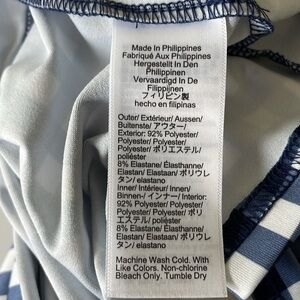 Made In Philippines
Fabriqué Aux Philippines
Hergestellt In Den
Philippinen
Vervaardigd In De
Filippijnen
フィリピン製
hecho en filipinas
Outer/ Extérieur/ Aussen/
Buitenste/ アウター/
Exterior: 92% Polyester/
Polyester/ Polyester/
Polyester/ ポリエステル/
poliéster
8% Elastane/ Élasthanne/
Elastan/ Elastaan/ ポリウレ
タン/ elastano
Inner/ Intérieur/ Innen/
Binnen-/ インナー/ Interior:
92% Polyester/ Polyester/
Polyester/ Polyester/ ポリ
エステル/ poliéster
8% Elastane/ Élasthanne/
Elastan/ Elastaan/ ポリウレ
タン/ elastano
Machine Wash Cold. With
Like Colors. Non-chlorine
Bleach Only. Tumble Dry